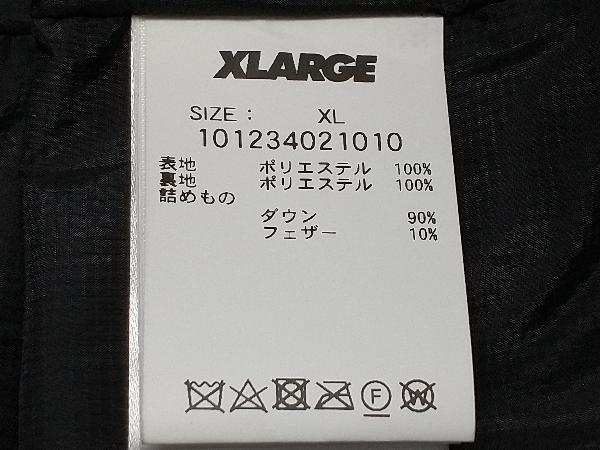 XLARGE
SIZE : XL
101234021010
表地 ポリエステル 100%
裏地 ポリエステル 100%
詰めもの
ダウン 90%
フェザー 10%
F W